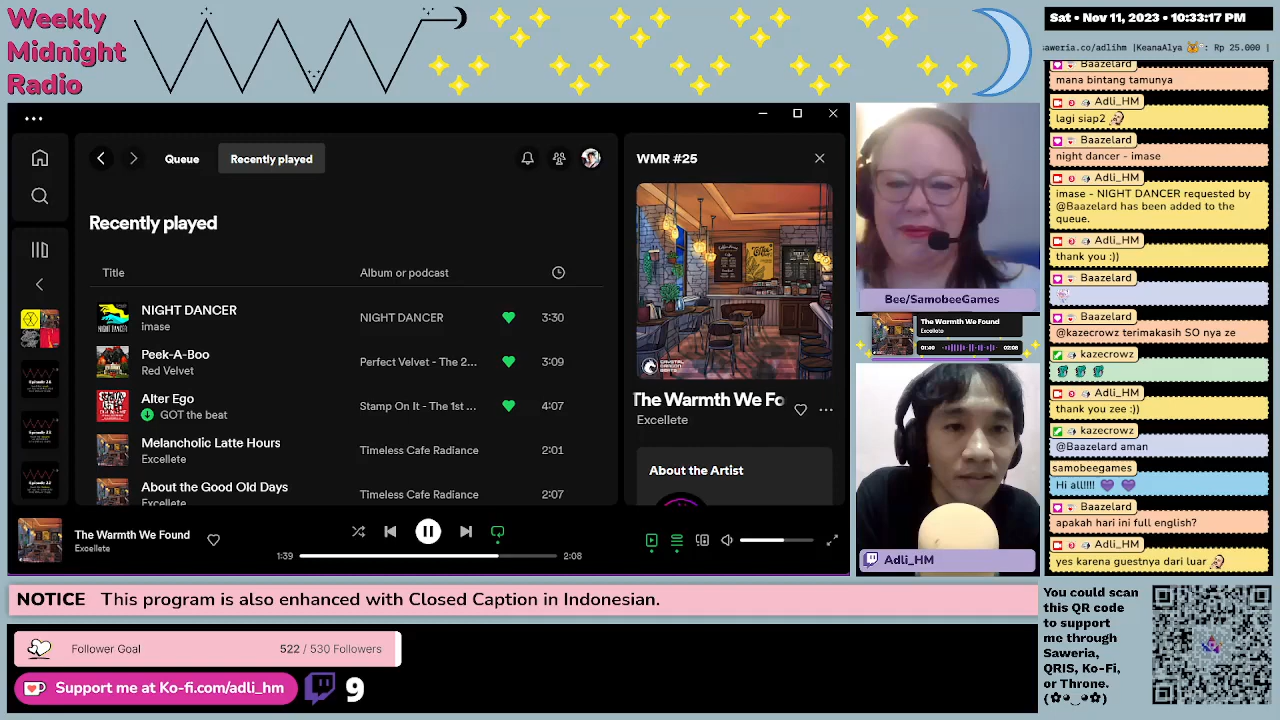 Weekly
Midnight
Radio
Sat • Nov 11, 2023 • 10:33:17 PM
saweria.co/adlihm |KeanaAlya 🐯: Rp 25.000 |
Queue
Recently played
WMR #25
Recently played
Title
Album or podcast
NIGHT DANCER
imase
NIGHT DANCER
3:30
Peek-A-Boo
Red Velvet
Perfect Velvet - The 2...
3:09
Alter Ego
GOT the beat
Stamp On It - The 1st ...
4:07
Melancholic Latte Hours
Excellete
Timeless Cafe Radiance
2:01
About the Good Old Days
Excellete
Timeless Cafe Radiance
2:07
The Warmth We Fo
Excellete
About the Artist
The Warmth We Found
Excellete
1:39
2:08
Bee/SamobeeGames
The Warmth We Found
Excellete
01:40
02:08
Adli_HM
Baazelard
mana bintang tamunya
Adli_HM
lagi siap2
Baazelard
night dancer - imase
Adli_HM
imase - NIGHT DANCER requested by
@Baazelard has been added to the
queue.
Adli_HM
thank you :))
Baazelard
Baazelard
@kazecrowz terimakasih SO nya ze
kazecrowz
Adli_HM
thank you zee :))
kazecrowz
@Baazelard aman
samobeegames
Hi all!!!! 💜 💜
Baazelard
apakah hari ini full english?
Adli_HM
yes karena guestnya dari luar
NOTICE This program is also enhanced with Closed Caption in Indonesian.
Follower Goal
522 / 530 Followers
Support me at Ko-fi.com/adli_hm
9
You could scan
this QR code
to support
me through
Saweria,
QRIS, Ko-Fi,
or Throne.
(✿◕‿◕✿)